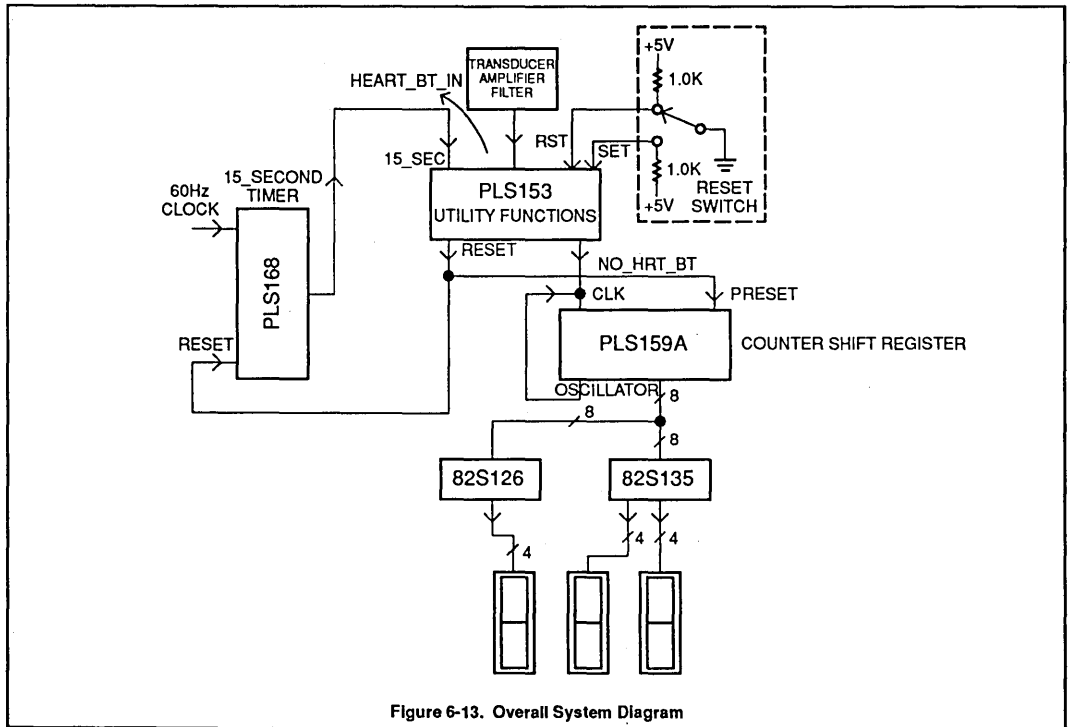 +5V
1.0K
TRANSDUCER
AMPLIFIER
FILTER
HEART_BT_IN
RST
SET
15_SEC
1.0K
RESET
SWITCH
+5V
15_SECOND
TIMER
60Hz
CLOCK
PLS153
UTILITY FUNCTIONS
RESET
NO_HRT_BT
PLS168
CLK
PRESET
RESET
PLS159A
COUNTER SHIFT REGISTER
OSCILLATOR
8
8
8
82S126
82S135
4
4
4
Figure 6-13. Overall System Diagram